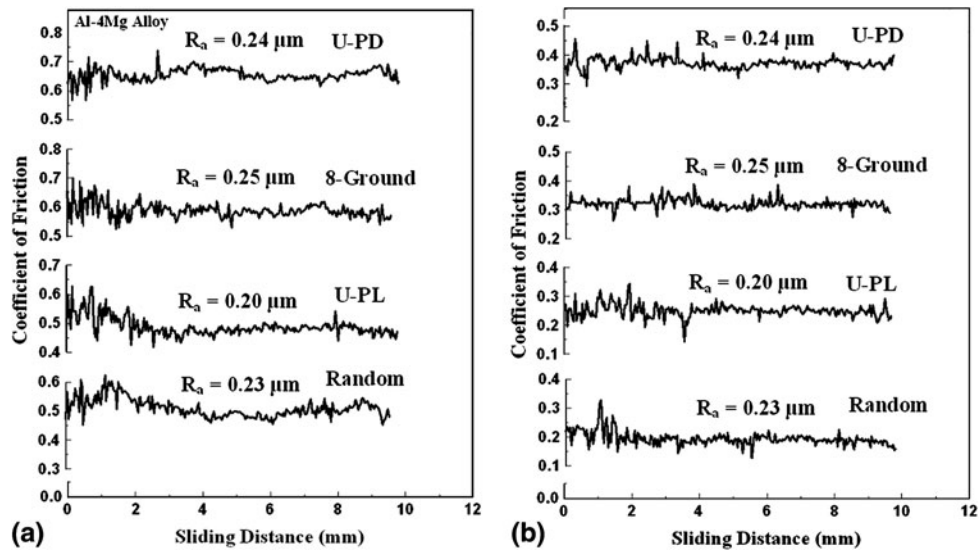 Al-4Mg Alloy
0.8
0.7
0.6
0.5
Rₐ = 0.24 µm
U-PD
0.8
0.7
0.6
0.5
Rₐ = 0.25 µm
8-Ground
0.7
0.6
0.5
0.4
Rₐ = 0.20 µm
U-PL
0.6
0.5
0.4
0.3
Rₐ = 0.23 µm
Random
0.0
Coefficient of Friction
0 2 4 6 8 10 12
(a)
Sliding Distance (mm)
0.5
0.4
0.3
0.2
Rₐ = 0.24 µm
U-PD
0.5
0.4
0.3
0.2
Rₐ = 0.25 µm
8-Ground
0.4
0.3
0.2
0.1
Rₐ = 0.20 µm
U-PL
0.4
0.3
0.2
0.1
Rₐ = 0.23 µm
Random
0.0
Coefficient of Friction
0 2 4 6 8 10 12
(b)
Sliding Distance (mm)